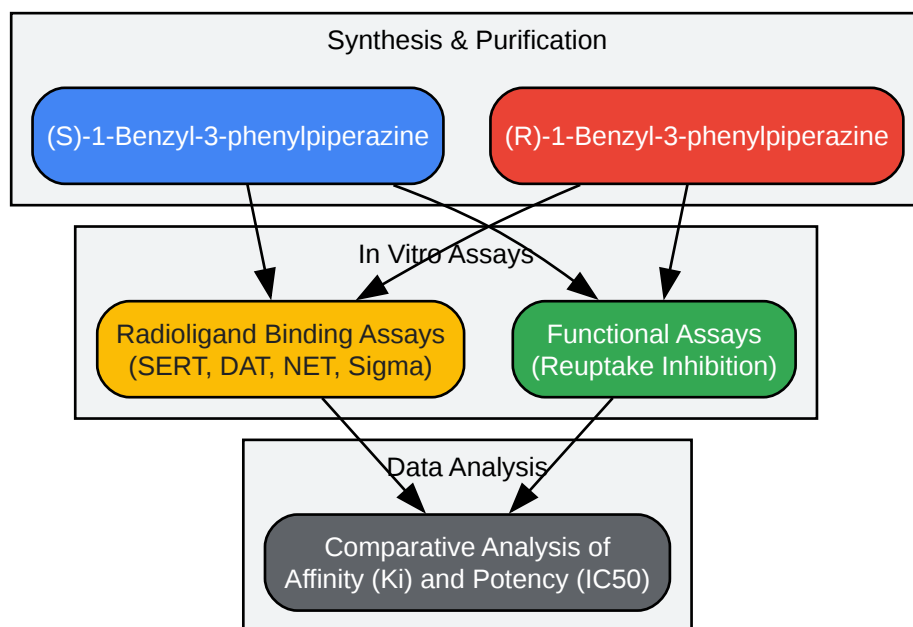 Synthesis & Purification
(S)-1-Benzyl-3-phenylpiperazine
(R)-1-Benzyl-3-phenylpiperazine
In Vitro Assays
Radioligand Binding Assays
(SERT, DAT, NET, Sigma)
Functional Assays
(Reuptake Inhibition)
Data Analysis
Comparative Analysis of
Affinity (Ki) and Potency (IC50)